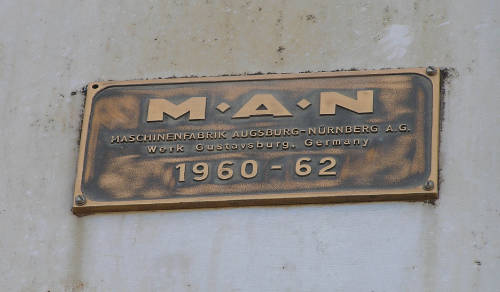 M·A·N
MASCHINENFABRIK AUGSBURG-NÜRNBERG A.G.
Werk Gustavsburg, Germany
1960 - 62